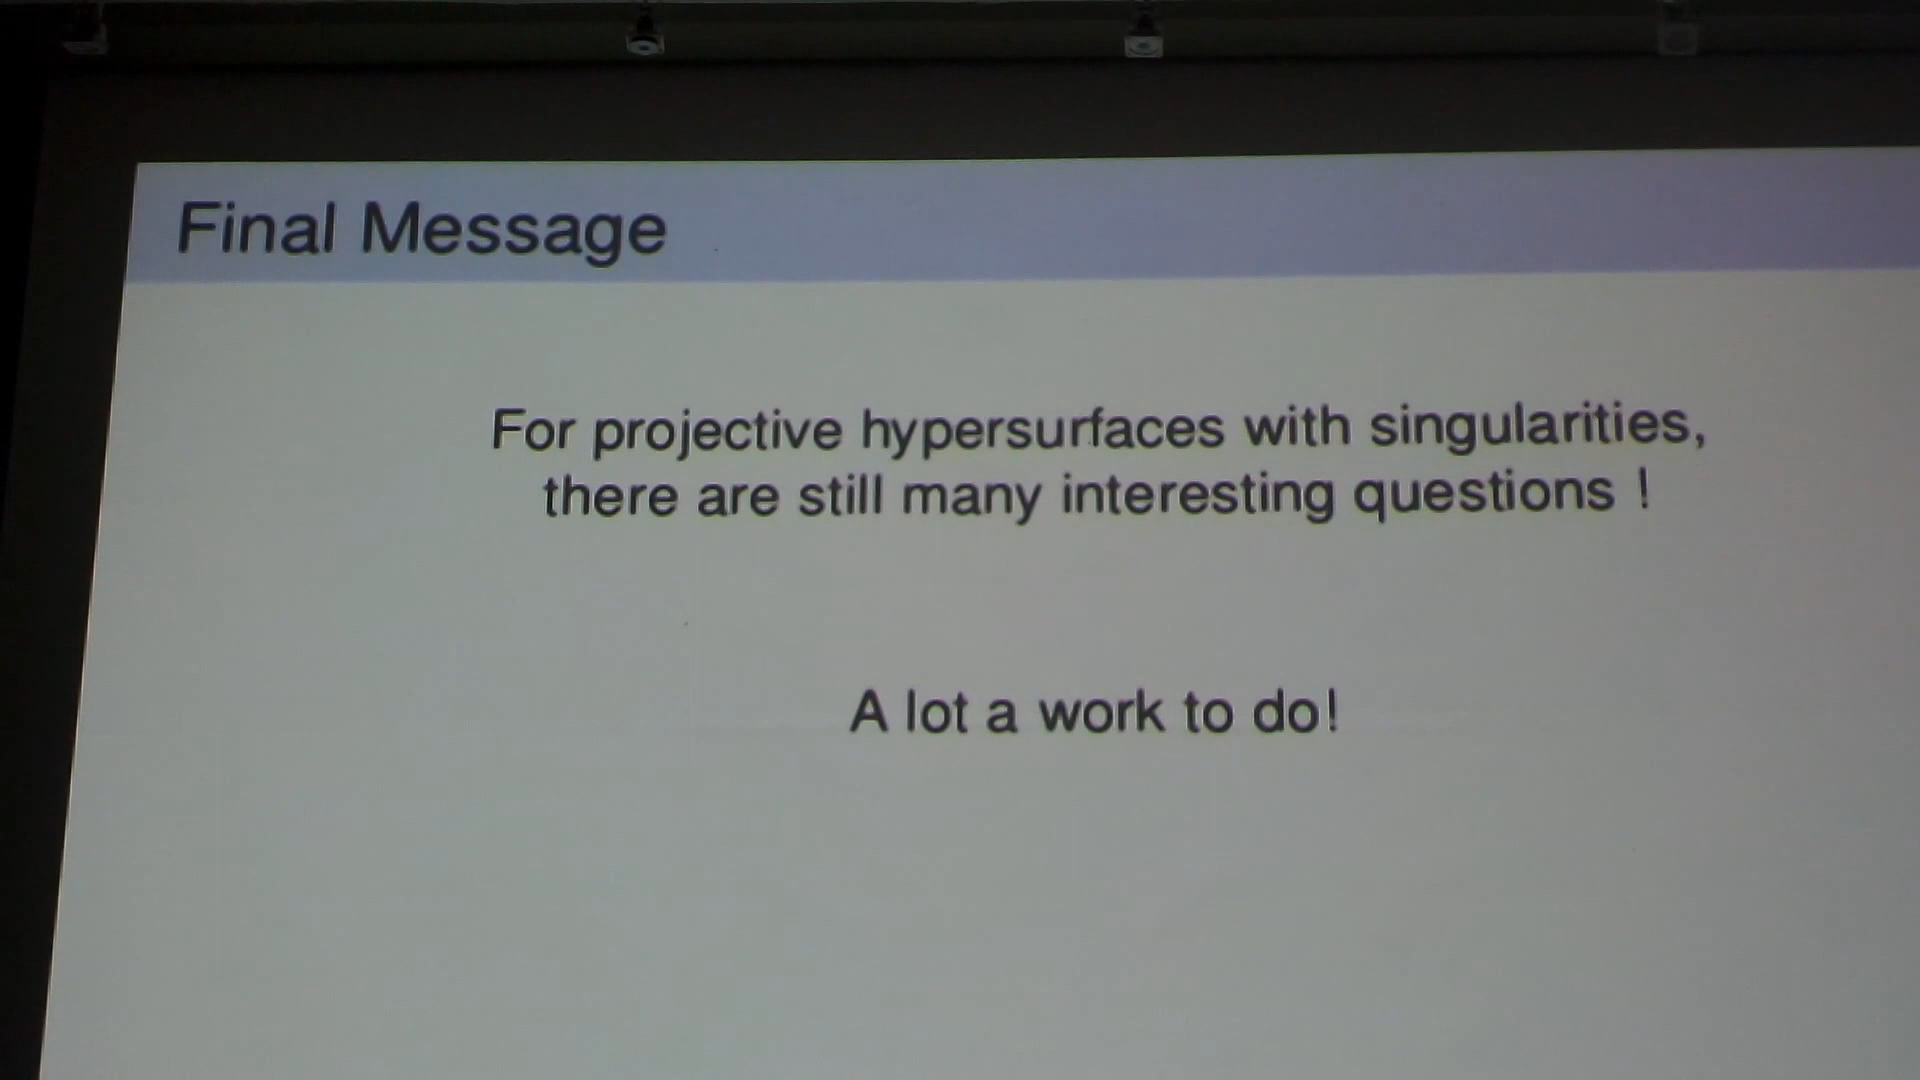 Final Message
For projective hypersurfaces with singularities,
there are still many interesting questions !
A lot a work to do!